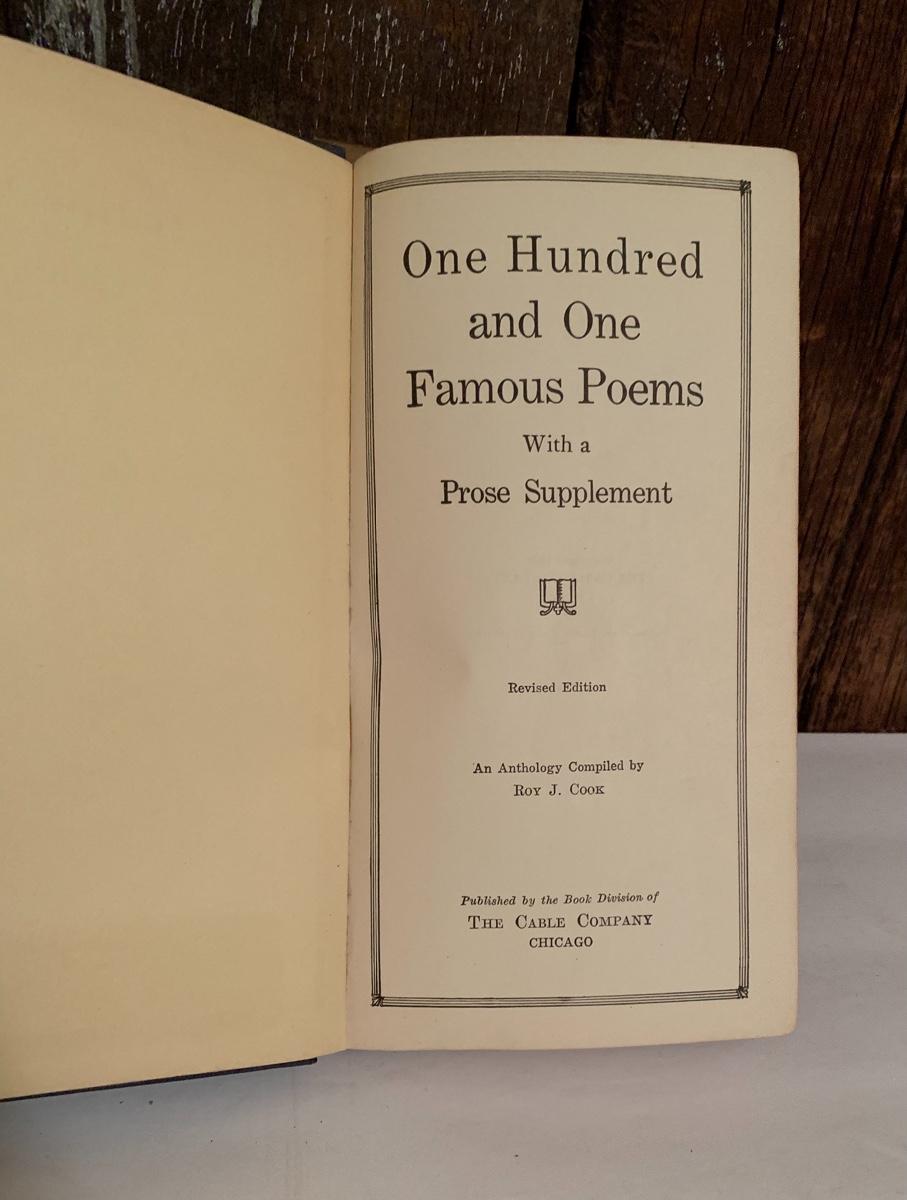 One Hundred
and One
Famous Poems
With a
Prose Supplement
Revised Edition
An Anthology Compiled by
Roy J. Cook
Published by the Book Division of
The Cable Company
CHICAGO